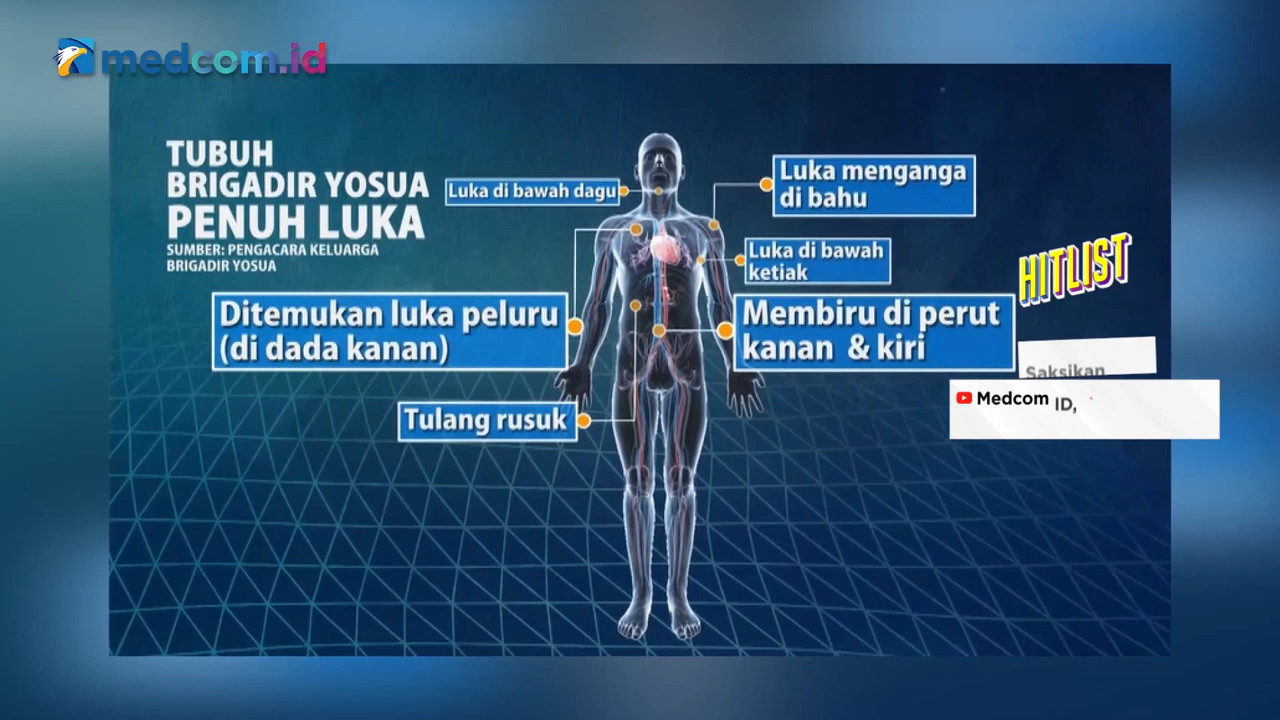 medcom.id
TUBUH
BRIGADIR YOSUA
PENUH LUKA
SUMBER: PENGACARA KELUARGA
BRIGADIR YOSUA
Luka di bawah dagu
Luka menganga
di bahu
Luka di bawah
ketiak
Ditemukan luka peluru
(di dada kanan)
Membiru di perut
kanan & kiri
Tulang rusuk
HITLIST
Saksikan
Medcom ID,